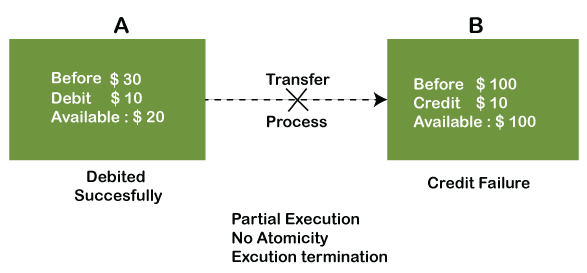 A
B
Before $ 30
Debit $ 10
Available : $ 20
Transfer
Process
Before $ 100
Credit $ 10
Available : $ 100
Debited
Succesfully
Credit Failure
Partial Execution
No Atomicity
Excution termination